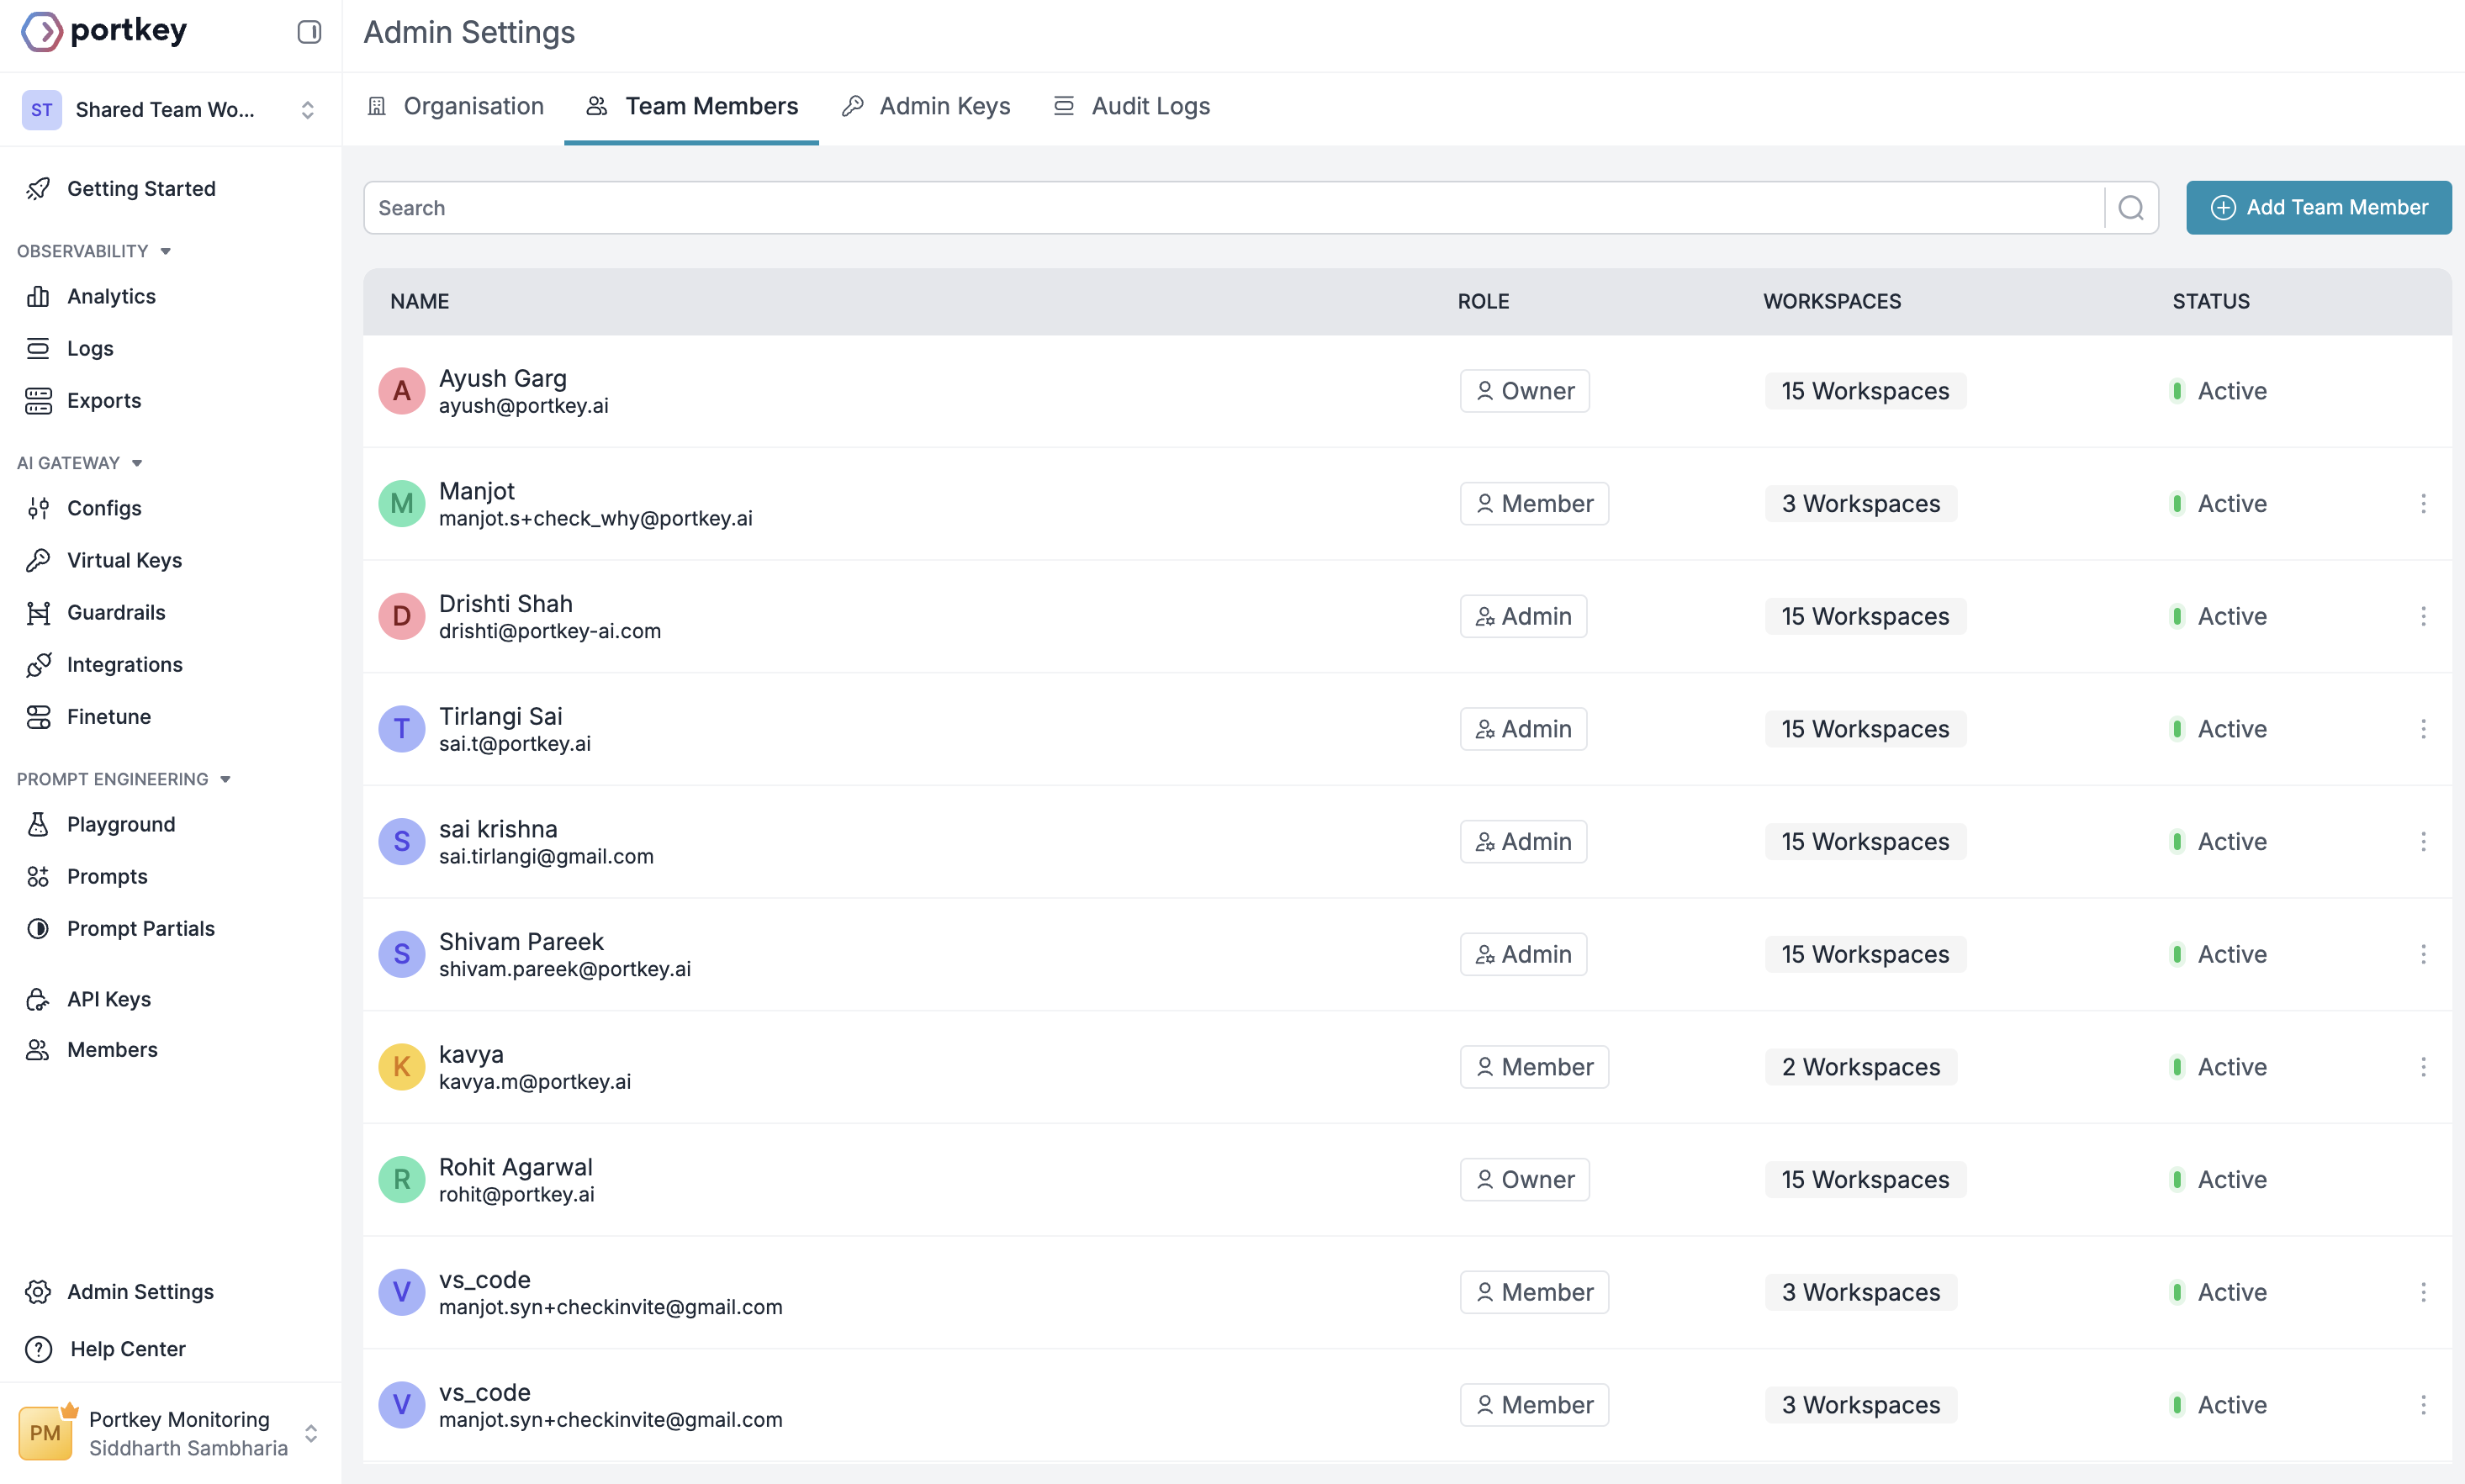 portkey
Admin Settings
ST Shared Team Wo...
Organisation Team Members Admin Keys Audit Logs
Getting Started
OBSERVABILITY
Analytics
Logs
Exports
AI GATEWAY
Configs
Virtual Keys
Guardrails
Integrations
Finetune
PROMPT ENGINEERING
Playground
Prompts
Prompt Partials
API Keys
Members
Admin Settings
? Help Center
PM
Portkey Monitoring
Siddharth Sambharia
Search
Add Team Member
NAME ROLE WORKSPACES STATUS
A Ayush Garg
ayush@portkey.ai
Owner 15 Workspaces Active
M Manjot
manjot.s+check_why@portkey.ai
Member 3 Workspaces Active
D Drishti Shah
drishti@portkey-ai.com
Admin 15 Workspaces Active
T Tirlangi Sai
sai.t@portkey.ai
Admin 15 Workspaces Active
S sai krishna
sai.tirlangi@gmail.com
Admin 15 Workspaces Active
S Shivam Pareek
shivam.pareek@portkey.ai
Admin 15 Workspaces Active
K kavya
kavya.m@portkey.ai
Member 2 Workspaces Active
R Rohit Agarwal
rohit@portkey.ai
Owner 15 Workspaces Active
V vs_code
manjot.syn+checkinvite@gmail.com
Member 3 Workspaces Active
V vs_code
manjot.syn+checkinvite@gmail.com
Member 3 Workspaces Active